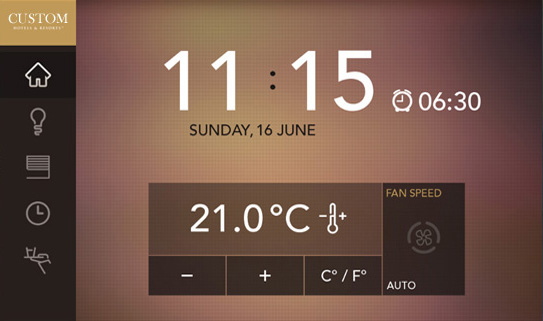 CUSTOM
HOTELS & RESORTS
11:15
06:30
SUNDAY, 16 JUNE
21.0°C -+
FAN SPEED
- + C° / F°
AUTO